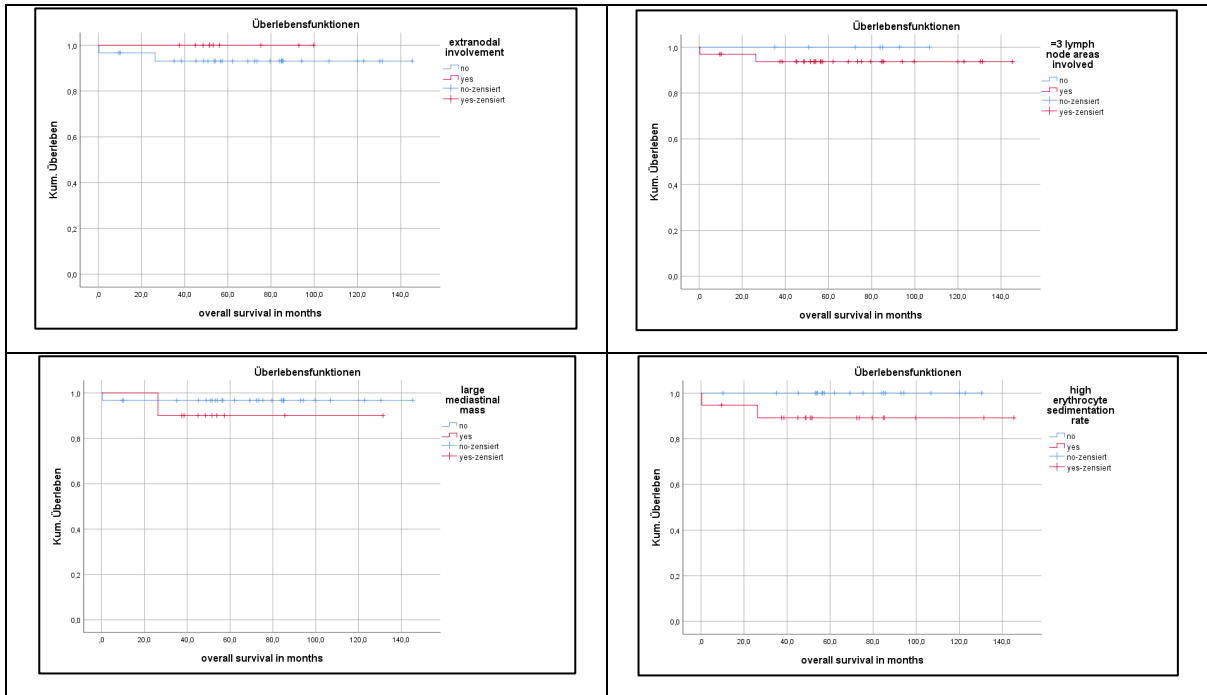 Überlebensfunktionen
extranodal
involvement
no
yes
no-zensiert
yes-zensiert
Kum. Überleben
1,0
0,8
0,6
0,4
0,2
0,0
,0 20,0 40,0 60,0 80,0 100,0 120,0 140,0
overall survival in months
Überlebensfunktionen
=3 lymph
node areas
involved
no
yes
no-zensiert
yes-zensiert
Kum. Überleben
1,0
0,8
0,6
0,4
0,2
0,0
,0 20,0 40,0 60,0 80,0 100,0 120,0 140,0
overall survival in months
Überlebensfunktionen
large
mediastinal
mass
no
yes
no-zensiert
yes-zensiert
Kum. Überleben
1,0
0,8
0,6
0,4
0,2
0,0
,0 20,0 40,0 60,0 80,0 100,0 120,0 140,0
overall survival in months
Überlebensfunktionen
high
erythrocyte
sedimentation
rate
no
yes
no-zensiert
yes-zensiert
Kum. Überleben
1,0
0,8
0,6
0,4
0,2
0,0
,0 20,0 40,0 60,0 80,0 100,0 120,0 140,0
overall survival in months